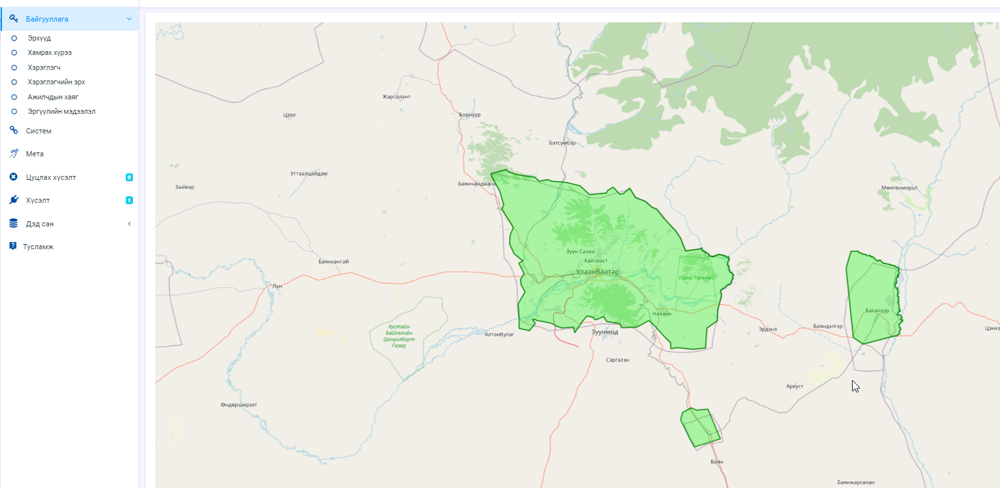 Байгууллага
Эрхүүд
Хамрах хүрээ
Хэрэглэгч
Хэрэглэгчийн эрх
Ажилчдын хаяг
Эргүүлийн мэдээлэл
Систем
Мета
Цуцлах хүсэлт 0
Хүсэлт 1
Дэд сан
Тусламж
Жаргалант
Цээл
Борнуур
Батсүмбэр
Угтаалцайдам
Баянчандмань
Заамар
Мөнгөнморьт
Зүүн Салаа
Хайлааст
Баянхангай
Улаанбаатар
Горхи-Тэрэлж
Лүн
Налайх
Багануур
Хустайн
Байгалийн
Цогцолборт
Газар
Алтанбулаг
Зуунмод
Эрдэнэ
Баяндэлгэр
Цэнхэ
Сэргэлэн
Архуст
Өндөрширээт
Баян
Баянжаргалан